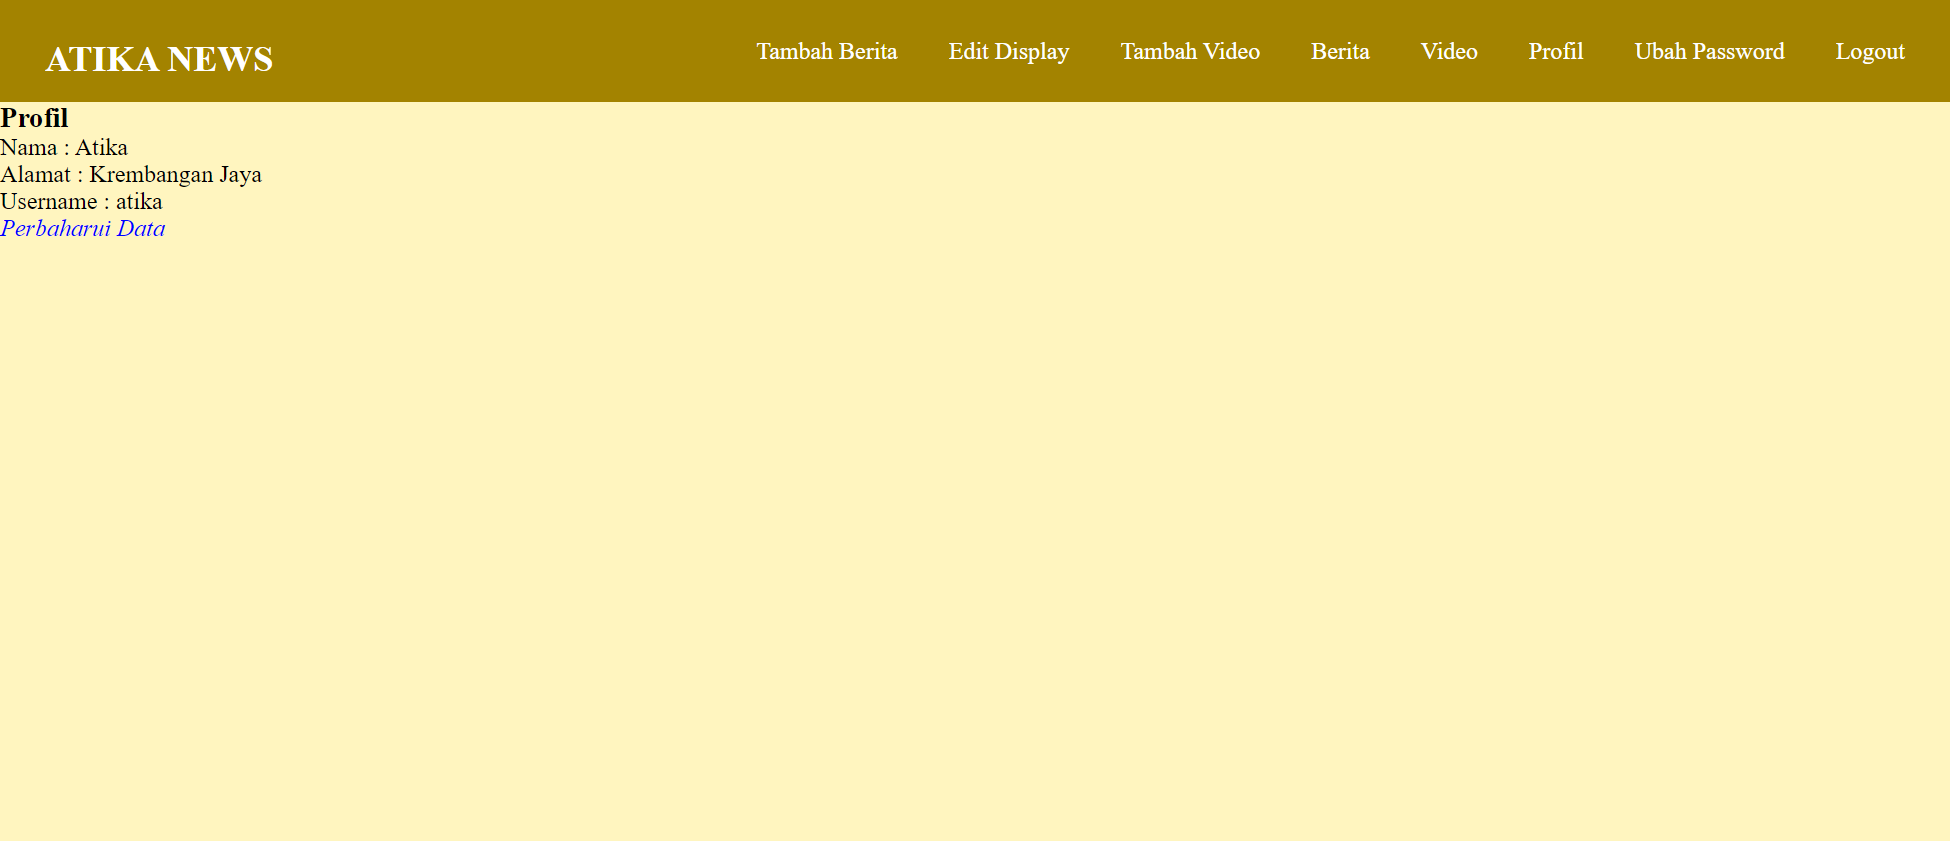 ATIKA NEWS
Tambah Berita Edit Display Tambah Video Berita Video Profil Ubah Password Logout
Profil
Nama : Atika
Alamat : Krembangan Jaya
Username : atika
Perbaharui Data